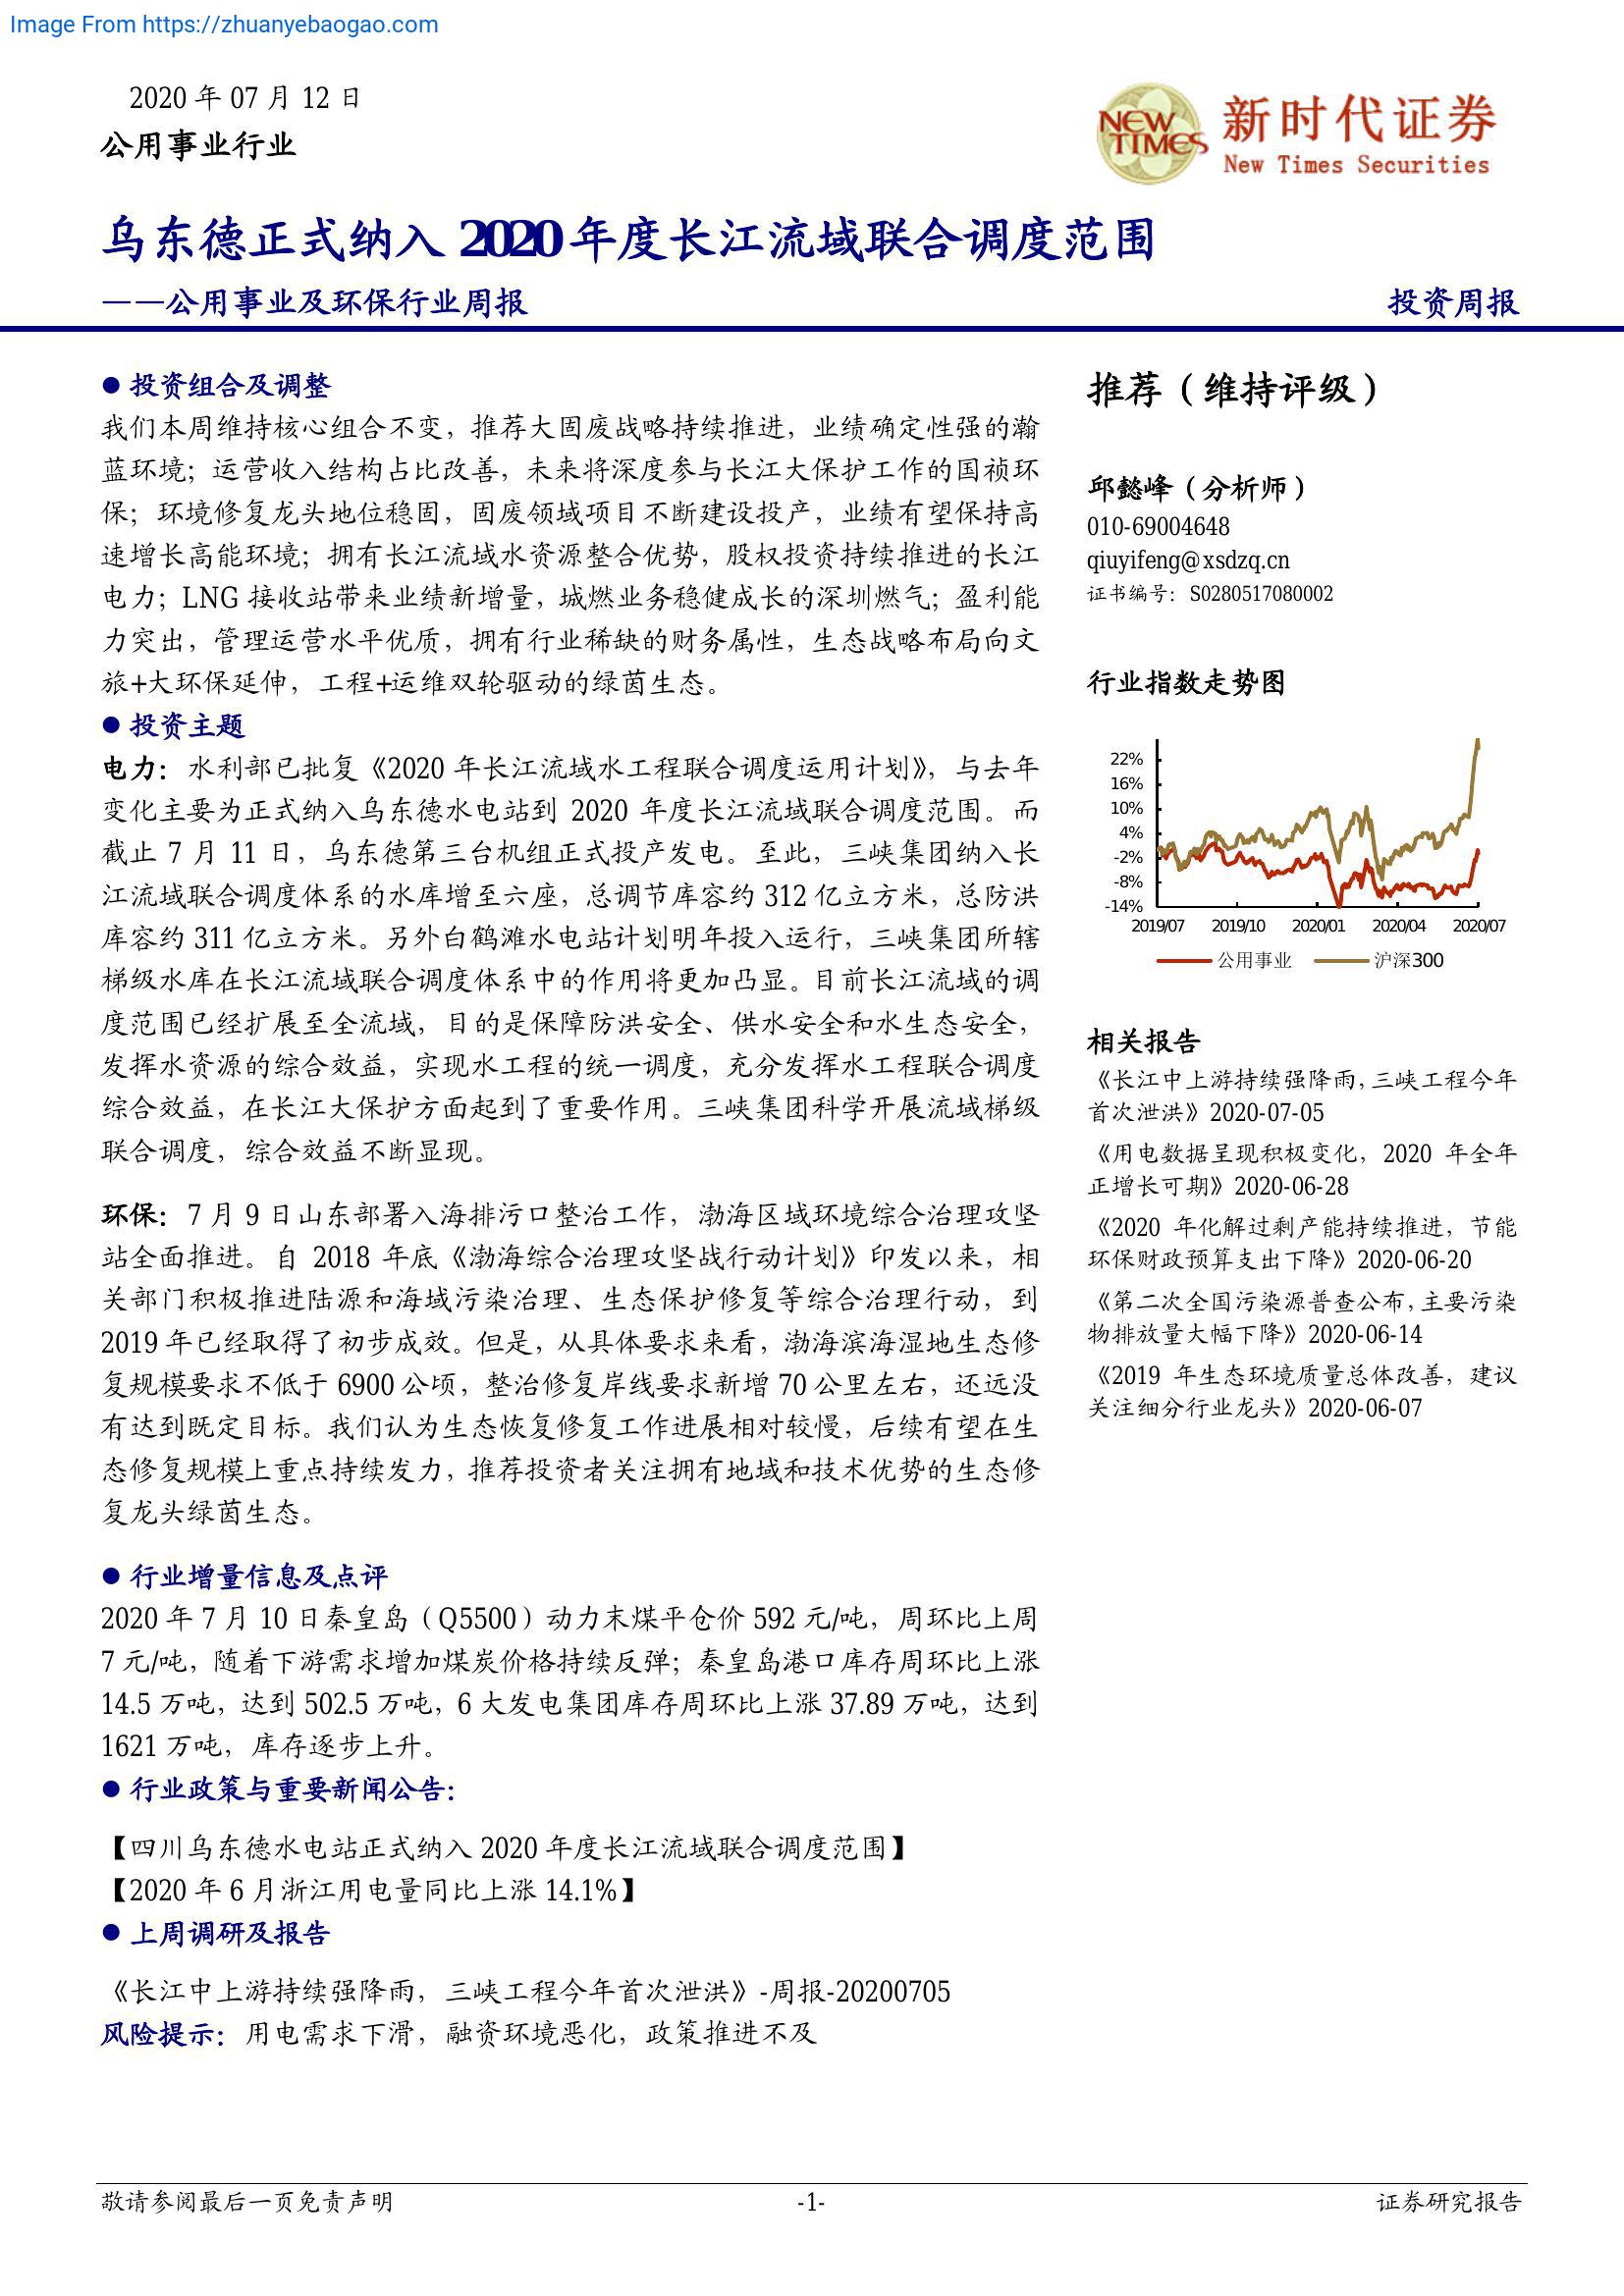 Image From https://zhuanyebaogao.com
2020 年 07 月 12 日
公用事业行业
NEW TIMES
新时代证券
New Times Securities
乌东德正式纳入 2020 年度长江流域联合调度范围
——公用事业及环保行业周报
投资周报
● 投资组合及调整
我们本周维持核心组合不变，推荐大固废战略持续推进，业绩确定性强的瀚
蓝环境；运营收入结构占比改善，未来将深度参与长江大保护工作的国祯环
保；环境修复龙头地位稳固，固废领域项目不断建设投产，业绩有望保持高
速增长高能环境；拥有长江流域水资源整合优势，股权投资持续推进的长江
电力；LNG 接收站带来业绩新增量，城燃业务稳健成长的深圳燃气；盈利能
力突出，管理运营水平优质，拥有行业稀缺的财务属性，生态战略布局向文
旅+大环保延伸，工程+运维双轮驱动的绿茵生态。
● 投资主题
电力：水利部已批复《2020 年长江流域水工程联合调度运用计划》，与去年
变化主要为正式纳入乌东德水电站到 2020 年度长江流域联合调度范围。而
截止 7 月 11 日，乌东德第三台机组正式投产发电。至此，三峡集团纳入长
江流域联合调度体系的水库增至六座，总调节库容约 312 亿立方米，总防洪
库容约 311 亿立方米。另外白鹤滩水电站计划明年投入运行，三峡集团所辖
梯级水库在长江流域联合调度体系中的作用将更加凸显。目前长江流域的调
度范围已经扩展至全流域，目的是保障防洪安全、供水安全和水生态安全，
发挥水资源的综合效益，实现水工程的统一调度，充分发挥水工程联合调度
综合效益，在长江大保护方面起到了重要作用。三峡集团科学开展流域梯级
联合调度，综合效益不断显现。
环保：7 月 9 日山东部署入海排污口整治工作，渤海区域环境综合治理攻坚
站全面推进。自 2018 年底《渤海综合治理攻坚战行动计划》印发以来，相
关部门积极推进陆源和海域污染治理、生态保护修复等综合治理行动，到
2019 年已经取得了初步成效。但是，从具体要求来看，渤海滨海湿地生态修
复规模要求不低于 6900 公顷，整治修复岸线要求新增 70 公里左右，还远没
有达到既定目标。我们认为生态恢复修复工作进展相对较慢，后续有望在生
态修复规模上重点持续发力，推荐投资者关注拥有地域和技术优势的生态修
复龙头绿茵生态。
● 行业增量信息及点评
2020 年 7 月 10 日秦皇岛（Q5500）动力末煤平仓价 592 元/吨，周环比上周
7 元/吨，随着下游需求增加煤炭价格持续反弹；秦皇岛港口库存周环比上涨
14.5 万吨，达到 502.5 万吨，6 大发电集团库存周环比上涨 37.89 万吨，达到
1621 万吨，库存逐步上升。
● 行业政策与重要新闻公告：
【四川乌东德水电站正式纳入 2020 年度长江流域联合调度范围】
【2020 年 6 月浙江用电量同比上涨 14.1%】
● 上周调研及报告
《长江中上游持续强降雨，三峡工程今年首次泄洪》-周报-20200705
风险提示：用电需求下滑，融资环境恶化，政策推进不及
推荐（维持评级）
邱懿峰（分析师）
010-69004648
qiuyifeng@xsdzq.cn
证书编号：S0280517080002
行业指数走势图
22%
16%
10%
4%
-2%
-8%
-14%
2019/07 2019/10 2020/01 2020/04 2020/07
公用事业 沪深300
相关报告
《长江中上游持续强降雨，三峡工程今年
首次泄洪》2020-07-05
《用电数据呈现积极变化，2020 年全年
正增长可期》2020-06-28
《2020 年化解过剩产能持续推进，节能
环保财政预算支出下降》2020-06-20
《第二次全国污染源普查公布，主要污染
物排放量大幅下降》2020-06-14
《2019 年生态环境质量总体改善，建议
关注细分行业龙头》2020-06-07
敬请参阅最后一页免责声明
-1-
证券研究报告